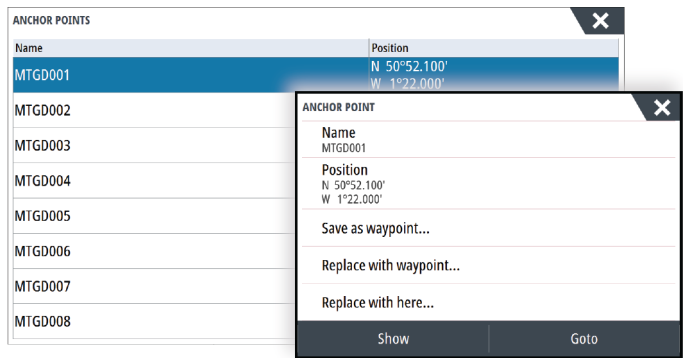 ANCHOR POINTS
Name Position
MTGD001 N 50°52.100'
W 1°22.000'
MTGD002
MTGD003
MTGD004
MTGD005
MTGD006
MTGD007
MTGD008
ANCHOR POINT
Name
MTGD001
Position
N 50°52.100'
W 1°22.000'
Save as waypoint...
Replace with waypoint...
Replace with here...
Show Goto